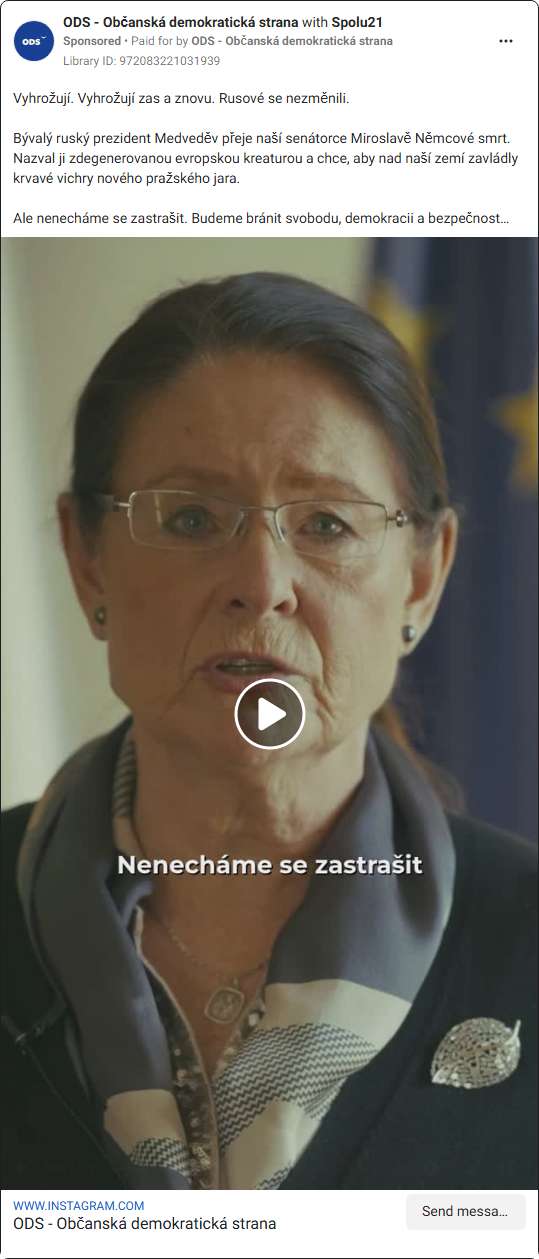 ODS - Občanská demokratická strana with Spolu21
Sponsored • Paid for by ODS - Občanská demokratická strana
Library ID: 972083221031939
ODS
Vyhrožují. Vyhrožují zas a znovu. Rusové se nezměnili.
Bývalý ruský prezident Medveděv přeje naší senátorce Miroslavě Němcové smrt.
Nazval ji zdegenerovanou evropskou kreaturou a chce, aby nad naší zemí zavládly
krvavé vichry nového pražského jara.
Ale nenecháme se zastrašit. Budeme bránit svobodu, demokracii a bezpečnost...
Nenecháme se zastrašit
WWW.INSTAGRAM.COM
ODS - Občanská demokratická strana
Send messa...